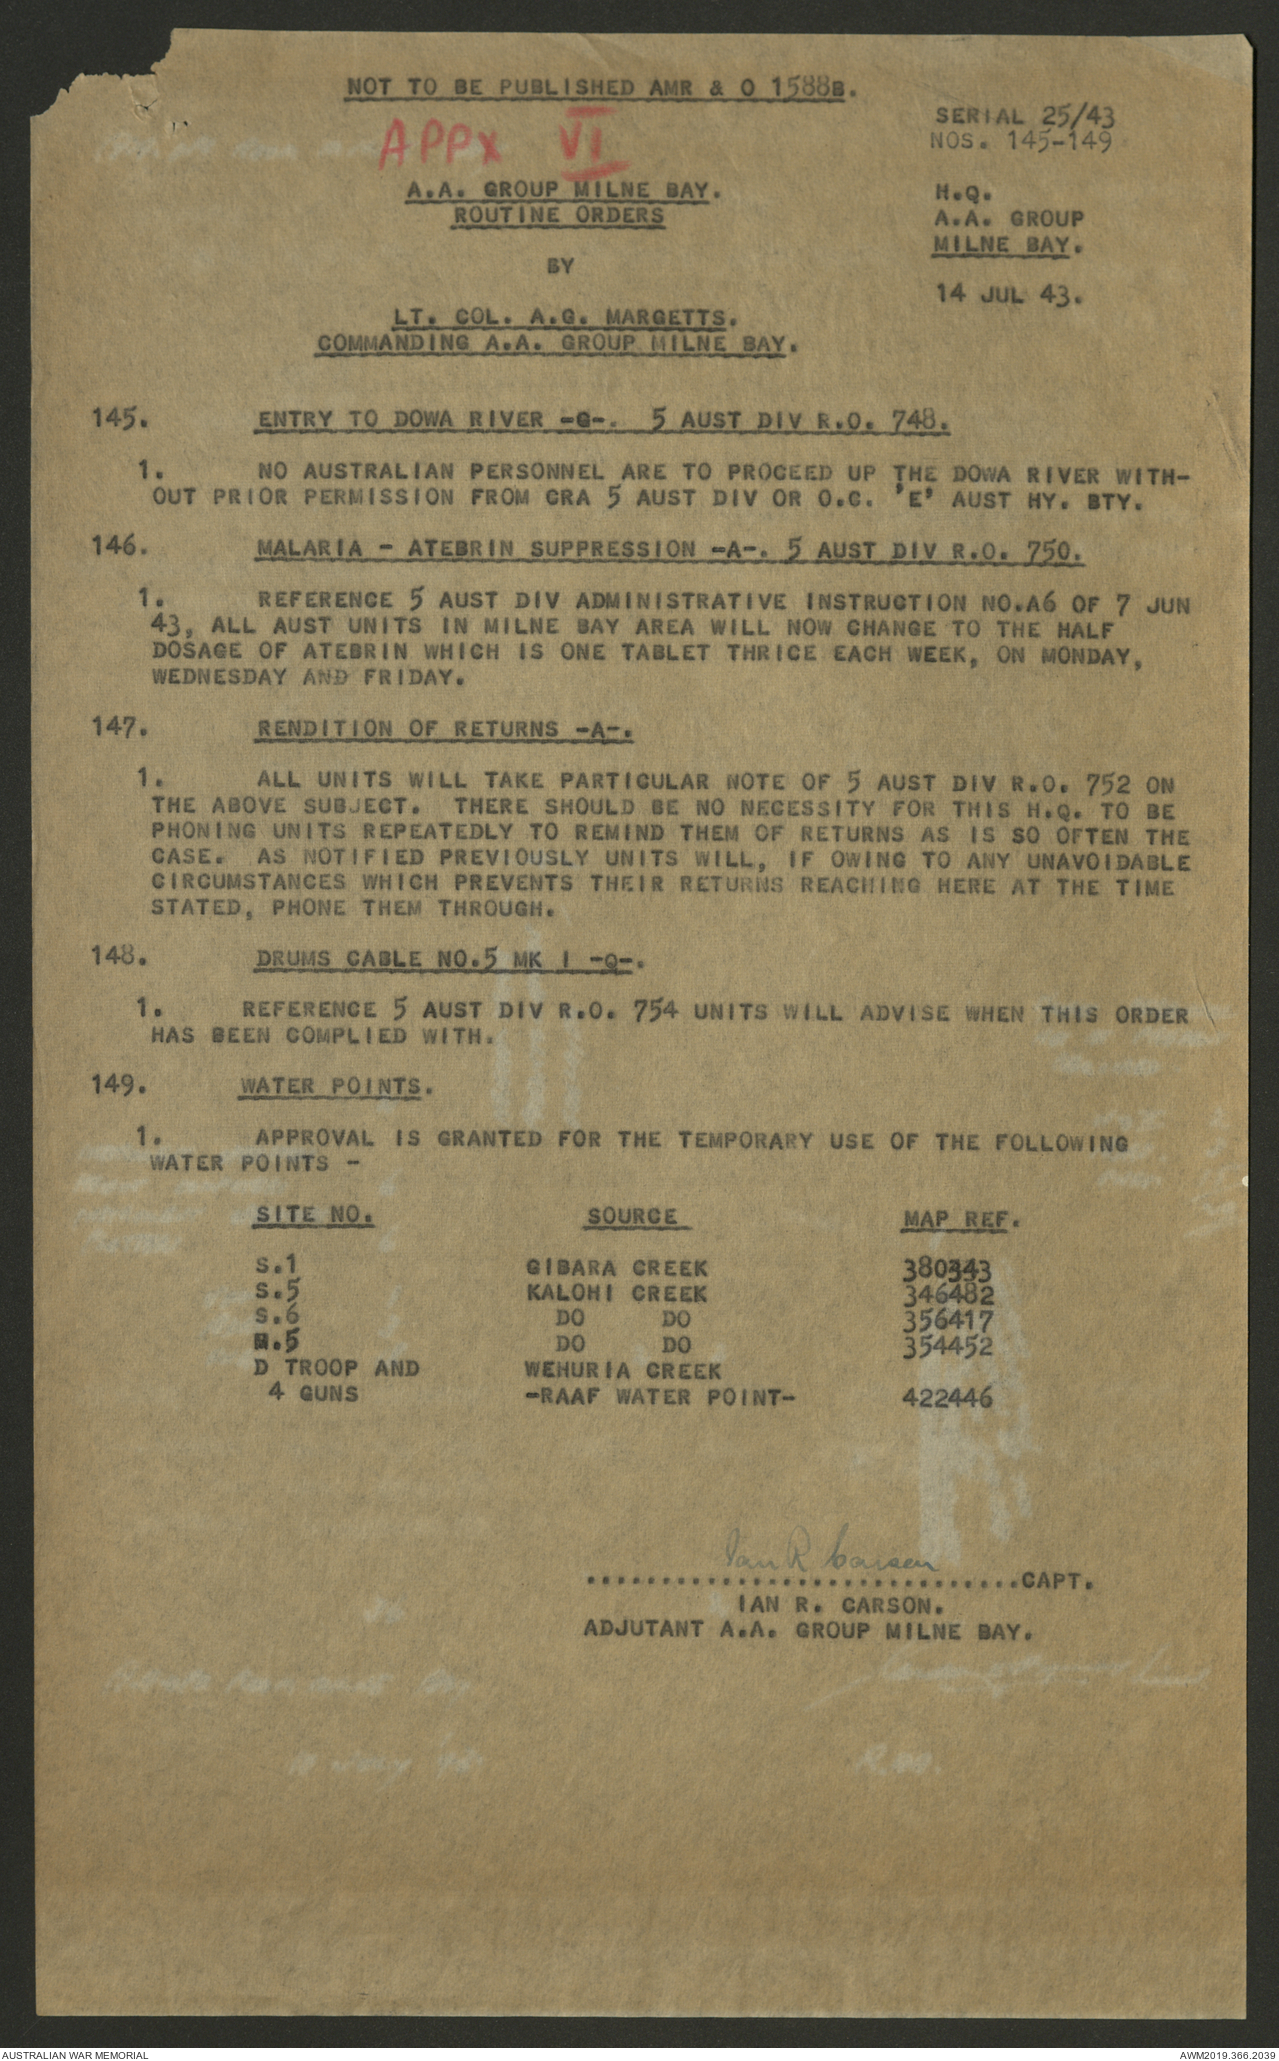 NOT TO BE PUBLISHED AMR & O 1588B.
APPx VI
SERIAL 25/43
NOS. 145-149
A.A. GROUP MILNE BAY.
ROUTINE ORDERS
H.Q.
A.A. GROUP
MILNE BAY.
BY
14 JUL 43.
LT. COL. A.G. MARGETTS.
COMMANDING A.A. GROUP MILNE BAY.
145. ENTRY TO DOWA RIVER -G-. 5 AUST DIV R.O. 748.
1. NO AUSTRALIAN PERSONNEL ARE TO PROCEED UP THE DOWA RIVER WITH-
OUT PRIOR PERMISSION FROM CRA 5 AUST DIV OR O.C. 'E' AUST HY. BTY.
146. MALARIA - ATEBRIN SUPPRESSION -A-. 5 AUST DIV R.O. 750.
1. REFERENCE 5 AUST DIV ADMINISTRATIVE INSTRUCTION NO.A6 OF 7 JUN
43, ALL AUST UNITS IN MILNE BAY AREA WILL NOW CHANGE TO THE HALF
DOSAGE OF ATEBRIN WHICH IS ONE TABLET THRICE EACH WEEK, ON MONDAY,
WEDNESDAY AND FRIDAY.
147. RENDITION OF RETURNS -A-.
1. ALL UNITS WILL TAKE PARTICULAR NOTE OF 5 AUST DIV R.O. 752 ON
THE ABOVE SUBJECT. THERE SHOULD BE NO NECESSITY FOR THIS H.Q. TO BE
PHONING UNITS REPEATEDLY TO REMIND THEM OF RETURNS AS IS SO OFTEN THE
CASE. AS NOTIFIED PREVIOUSLY UNITS WILL, IF OWING TO ANY UNAVOIDABLE
CIRCUMSTANCES WHICH PREVENTS THEIR RETURNS REACHING HERE AT THE TIME
STATED, PHONE THEM THROUGH.
148. DRUMS CABLE NO.5 MK I -Q-.
1. REFERENCE 5 AUST DIV R.O. 754 UNITS WILL ADVISE WHEN THIS ORDER
HAS BEEN COMPLIED WITH.
149. WATER POINTS.
1. APPROVAL IS GRANTED FOR THE TEMPORARY USE OF THE FOLLOWING
WATER POINTS -
SITE NO. SOURCE MAP REF.
S.1 GIBARA CREEK 380343
S.5 KALOHI CREEK 346482
S.6 DO DO 356417
.5 DO DO 354452
D TROOP AND WEHURIA CREEK
4 GUNS -RAAF WATER POINT- 422446
Ian R Carson
..............................CAPT.
IAN R. CARSON.
ADJUTANT A.A. GROUP MILNE BAY.
AUSTRALIAN WAR MEMORIAL
AWM2019.366.2039